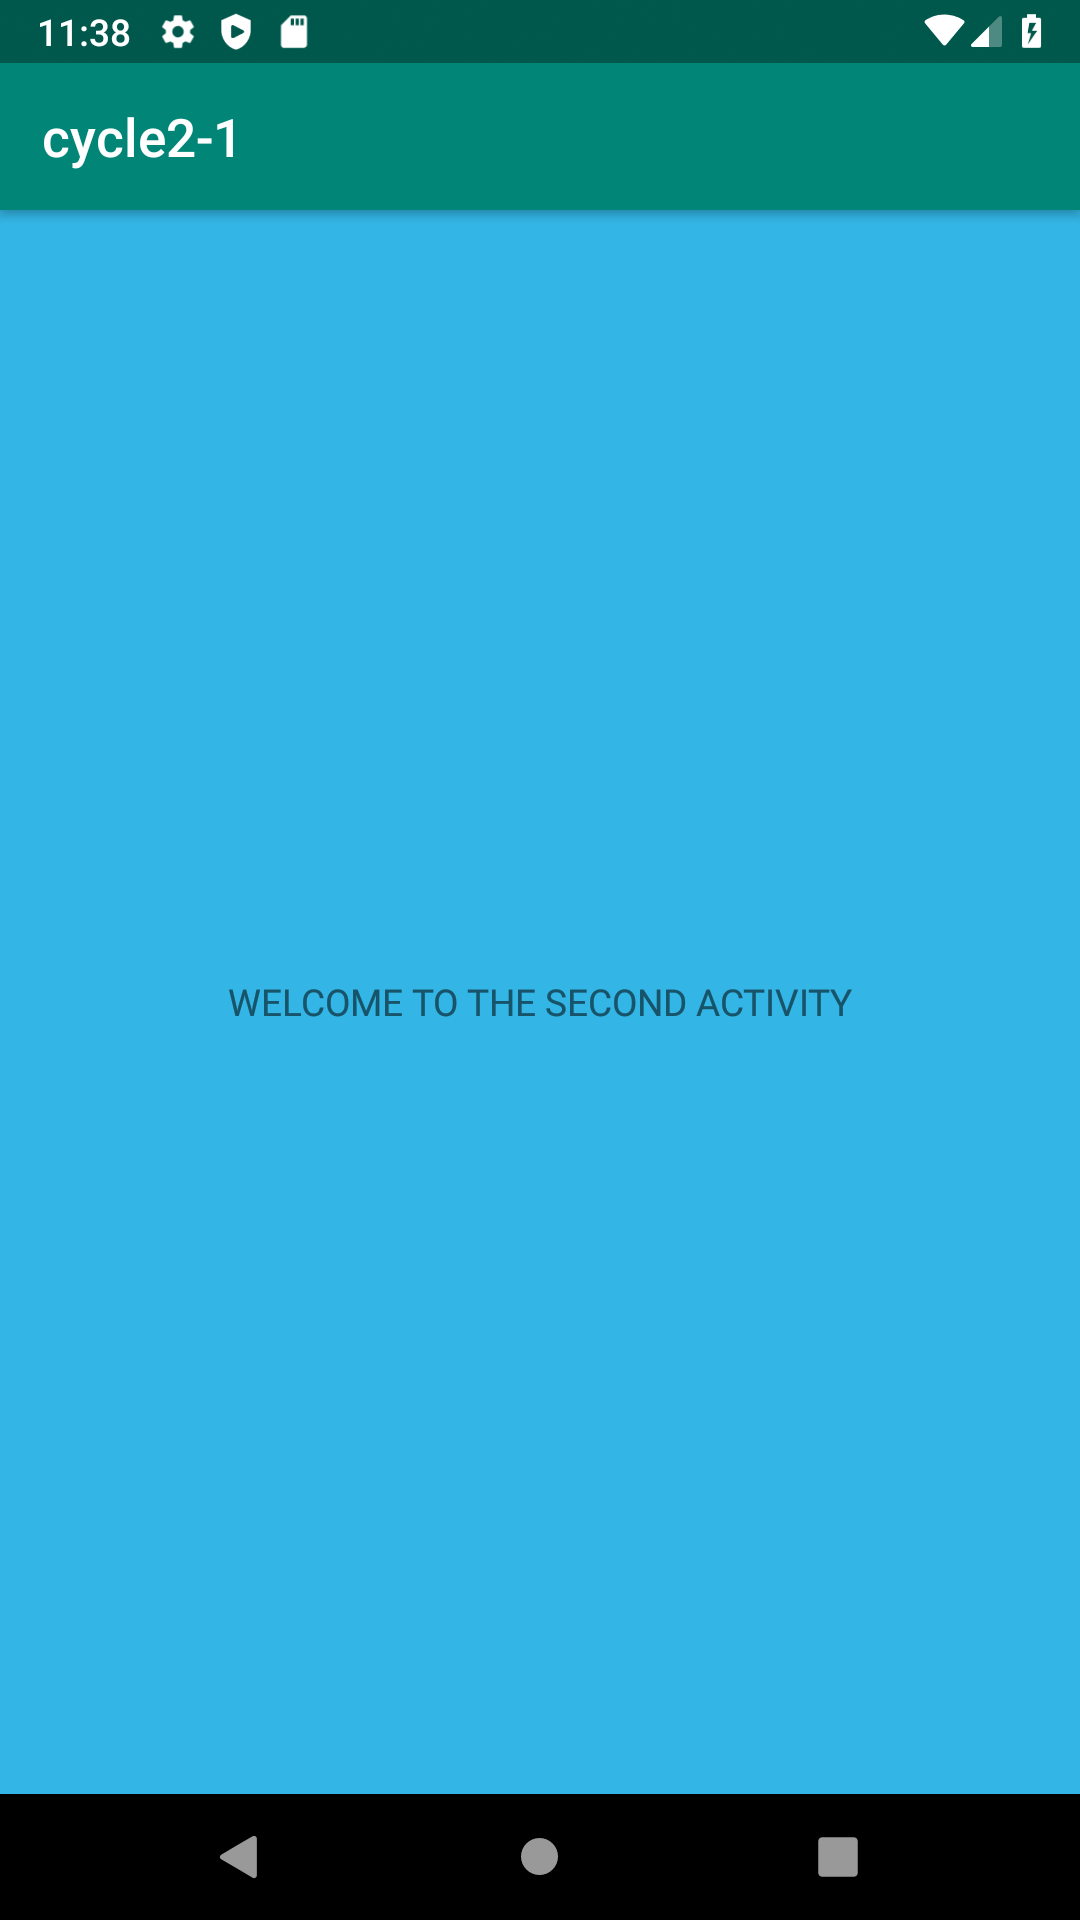 11:38
cycle2-1
WELCOME TO THE SECOND ACTIVITY